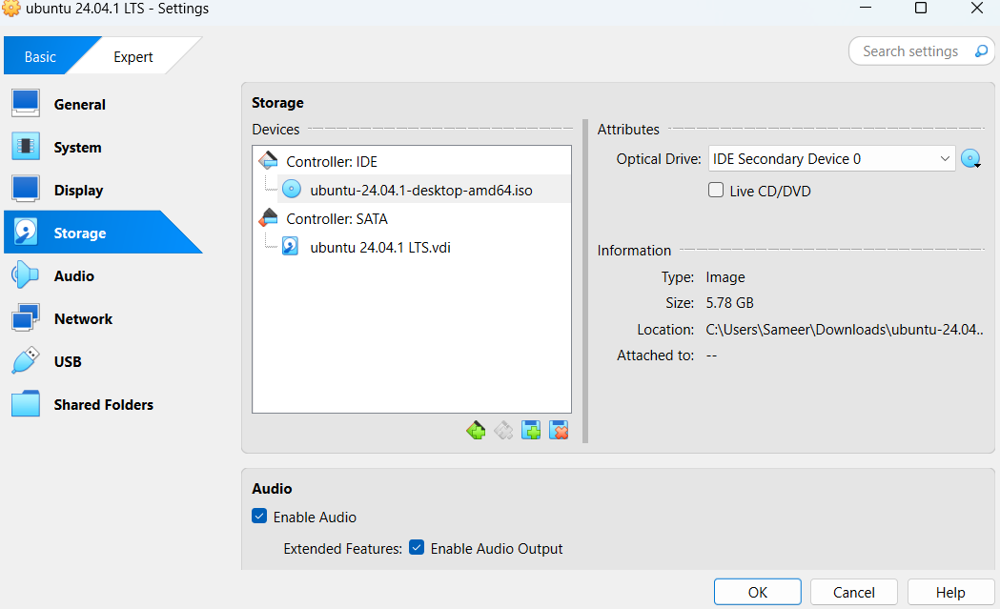 ubuntu 24.04.1 LTS - Settings
Basic
Expert
Search settings
General
System
Display
Storage
Audio
Network
USB
Shared Folders
Storage
Devices
Controller: IDE
ubuntu-24.04.1-desktop-amd64.iso
Controller: SATA
ubuntu 24.04.1 LTS.vdi
Attributes
Optical Drive: IDE Secondary Device 0
Live CD/DVD
Information
Type: Image
Size: 5.78 GB
Location: C:\Users\Sameer\Downloads\ubuntu-24.04..
Attached to: --
Audio
Enable Audio
Extended Features: Enable Audio Output
OK
Cancel
Help